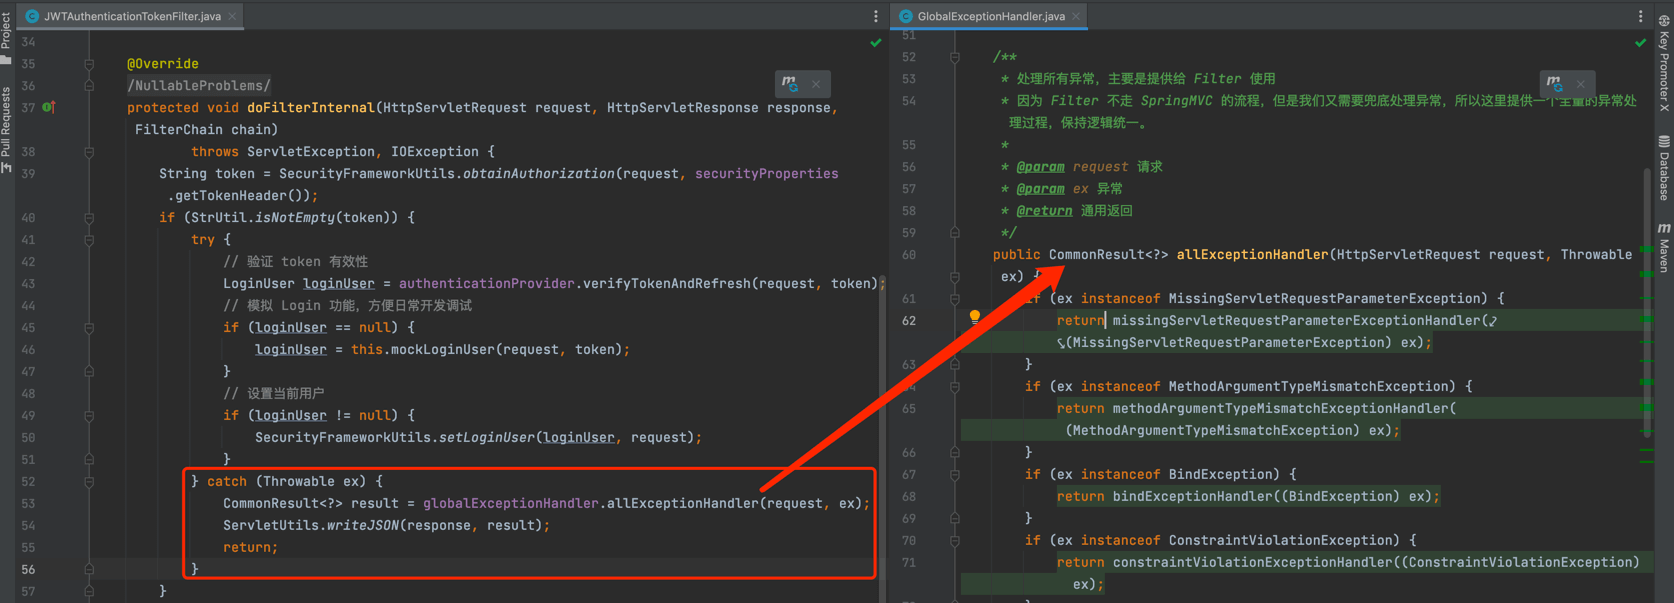 JWTAuthenticationTokenFilter.java
34
35 @Override
36 /NullableProblems/
37 protected void doFilterInternal(HttpServletRequest request, HttpServletResponse response,
FilterChain chain)
38 throws ServletException, IOException {
39 String token = SecurityFrameworkUtils.obtainAuthorization(request, securityProperties
.getTokenHeader());
40 if (StrUtil.isNotEmpty(token)) {
41 try {
42 // 验证 token 有效性
43 LoginUser loginUser = authenticationProvider.verifyTokenAndRefresh(request, token);
44 // 模拟 Login 功能，方便日常开发调试
45 if (loginUser == null) {
46 loginUser = this.mockLoginUser(request, token);
47 }
48 // 设置当前用户
49 if (loginUser != null) {
50 SecurityFrameworkUtils.setLoginUser(loginUser, request);
51 }
52 } catch (Throwable ex) {
53 CommonResult<?> result = globalExceptionHandler.allExceptionHandler(request, ex);
54 ServletUtils.writeJSON(response, result);
55 return;
56 }
57 }
GlobalExceptionHandler.java
51
52 /**
53 * 处理所有异常，主要是提供给 Filter 使用
54 * 因为 Filter 不走 SpringMVC 的流程，但是我们又需要兜底处理异常，所以这里提供一个全量的异常处
理过程，保持逻辑统一。
55 *
56 * @param request 请求
57 * @param ex 异常
58 * @return 通用返回
59 */
60 public CommonResult<?> allExceptionHandler(HttpServletRequest request, Throwable
ex) {
61 if (ex instanceof MissingServletRequestParameterException) {
62 return missingServletRequestParameterExceptionHandler(
(MissingServletRequestParameterException) ex);
63 }
64 if (ex instanceof MethodArgumentTypeMismatchException) {
65 return methodArgumentTypeMismatchExceptionHandler(
(MethodArgumentTypeMismatchException) ex);
66 }
67 if (ex instanceof BindException) {
68 return bindExceptionHandler((BindException) ex);
69 }
70 if (ex instanceof ConstraintViolationException) {
71 return constraintViolationExceptionHandler((ConstraintViolationException)
ex);
Project
Pull Requests
Key Promoter X
Database
Maven